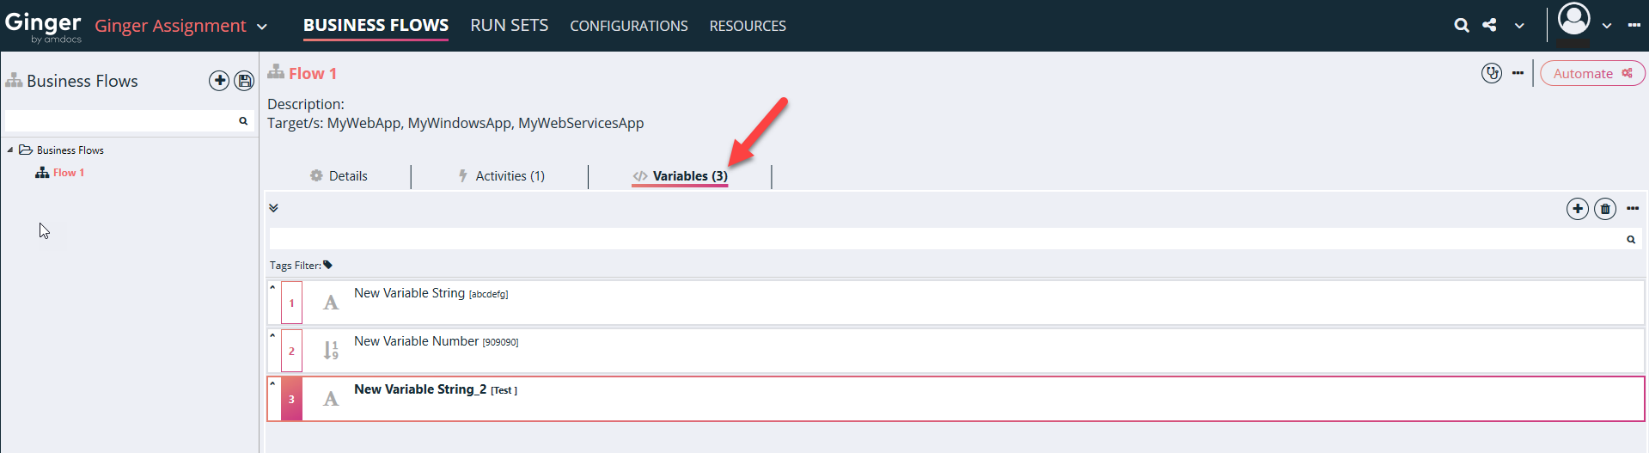 Ginger
by amdocs
Ginger Assignment
BUSINESS FLOWS
RUN SETS
CONFIGURATIONS
RESOURCES
Business Flows
Business Flows
Flow 1
Flow 1
Description:
Target/s: MyWebApp, MyWindowsApp, MyWebServicesApp
Automate
Details
Activities (1)
Variables (3)
Tags Filter:
1
A
New Variable String [abcdefg]
2
1
9
New Variable Number [909090]
3
A
New Variable String_2 [Test ]